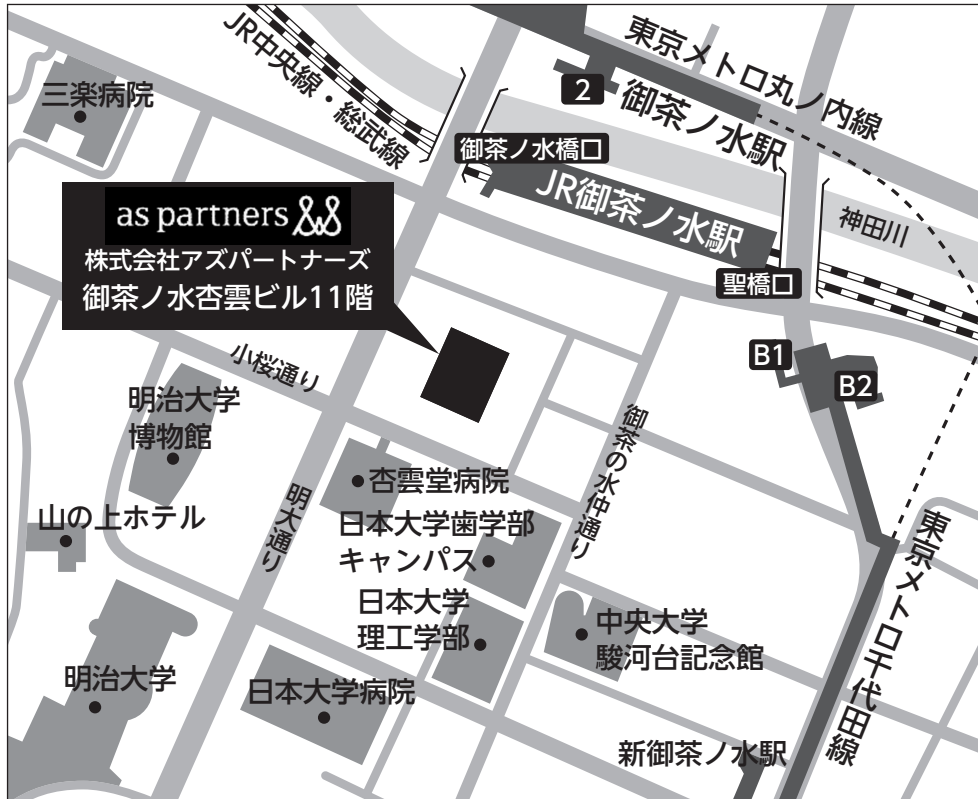 三楽病院
JR中央線・総武線
東京メトロ丸ノ内線
2
御茶ノ水駅
御茶ノ水橋口
JR御茶ノ水駅
神田川
聖橋口
as partners
株式会社アズパートナーズ
御茶ノ水杏雲ビル11階
B1
B2
小桜通り
明治大学
博物館
御茶の水仲通り
山の上ホテル
明大通り
杏雲堂病院
日本大学歯学部
キャンパス
東京メトロ千代田線
日本大学
理工学部
中央大学
駿河台記念館
明治大学
日本大学病院
新御茶ノ水駅